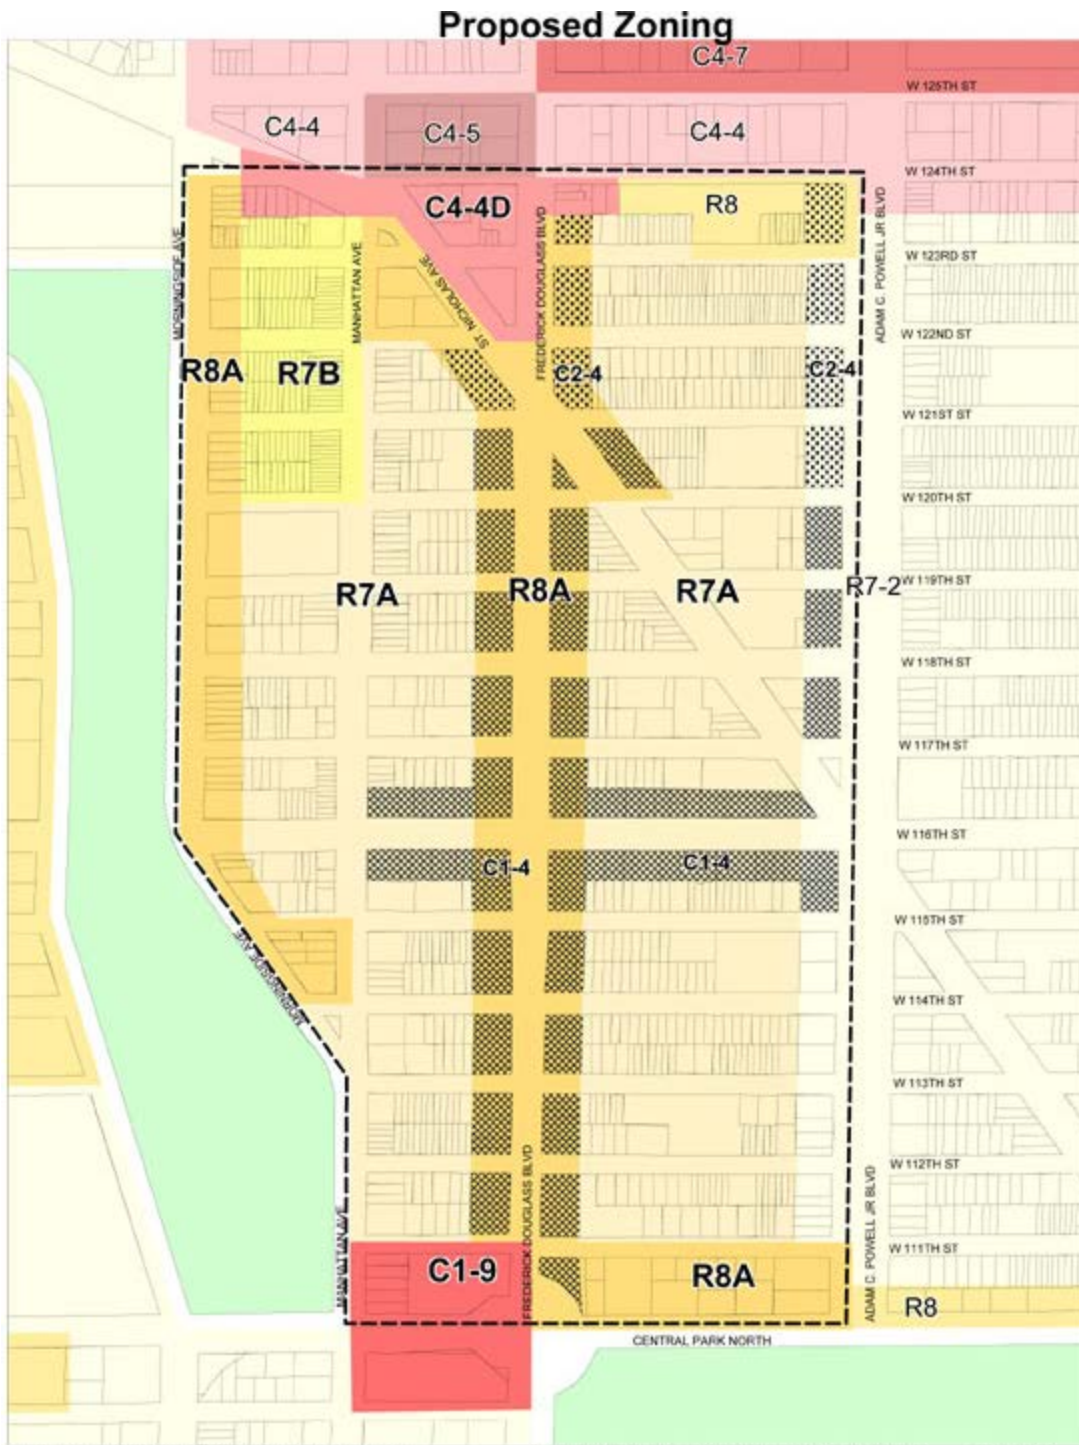 Proposed Zoning
C4-7
W 125TH ST
C4-4
C4-5
C4-4
W 124TH ST
C4-4D
R8
FREDERICK DOUGLASS BLVD
ADAM C. POWELL JR BLVD
MORNINGSIDE AVE
MANHATTAN AVE
ST. NICHOLAS AVE
W 123RD ST
W 122ND ST
R8A
R7B
C2-4
C2-4
W 121ST ST
W 120TH ST
R7A
R8A
R7A
R7-2
W 119TH ST
W 118TH ST
W 117TH ST
W 116TH ST
C1-4
C1-4
W 115TH ST
MORNINGSIDE AVE
W 114TH ST
W 113TH ST
W 112TH ST
MANHATTAN AVE
FREDERICK DOUGLASS BLVD
ADAM C. POWELL JR BLVD
W 111TH ST
C1-9
R8A
R8
CENTRAL PARK NORTH